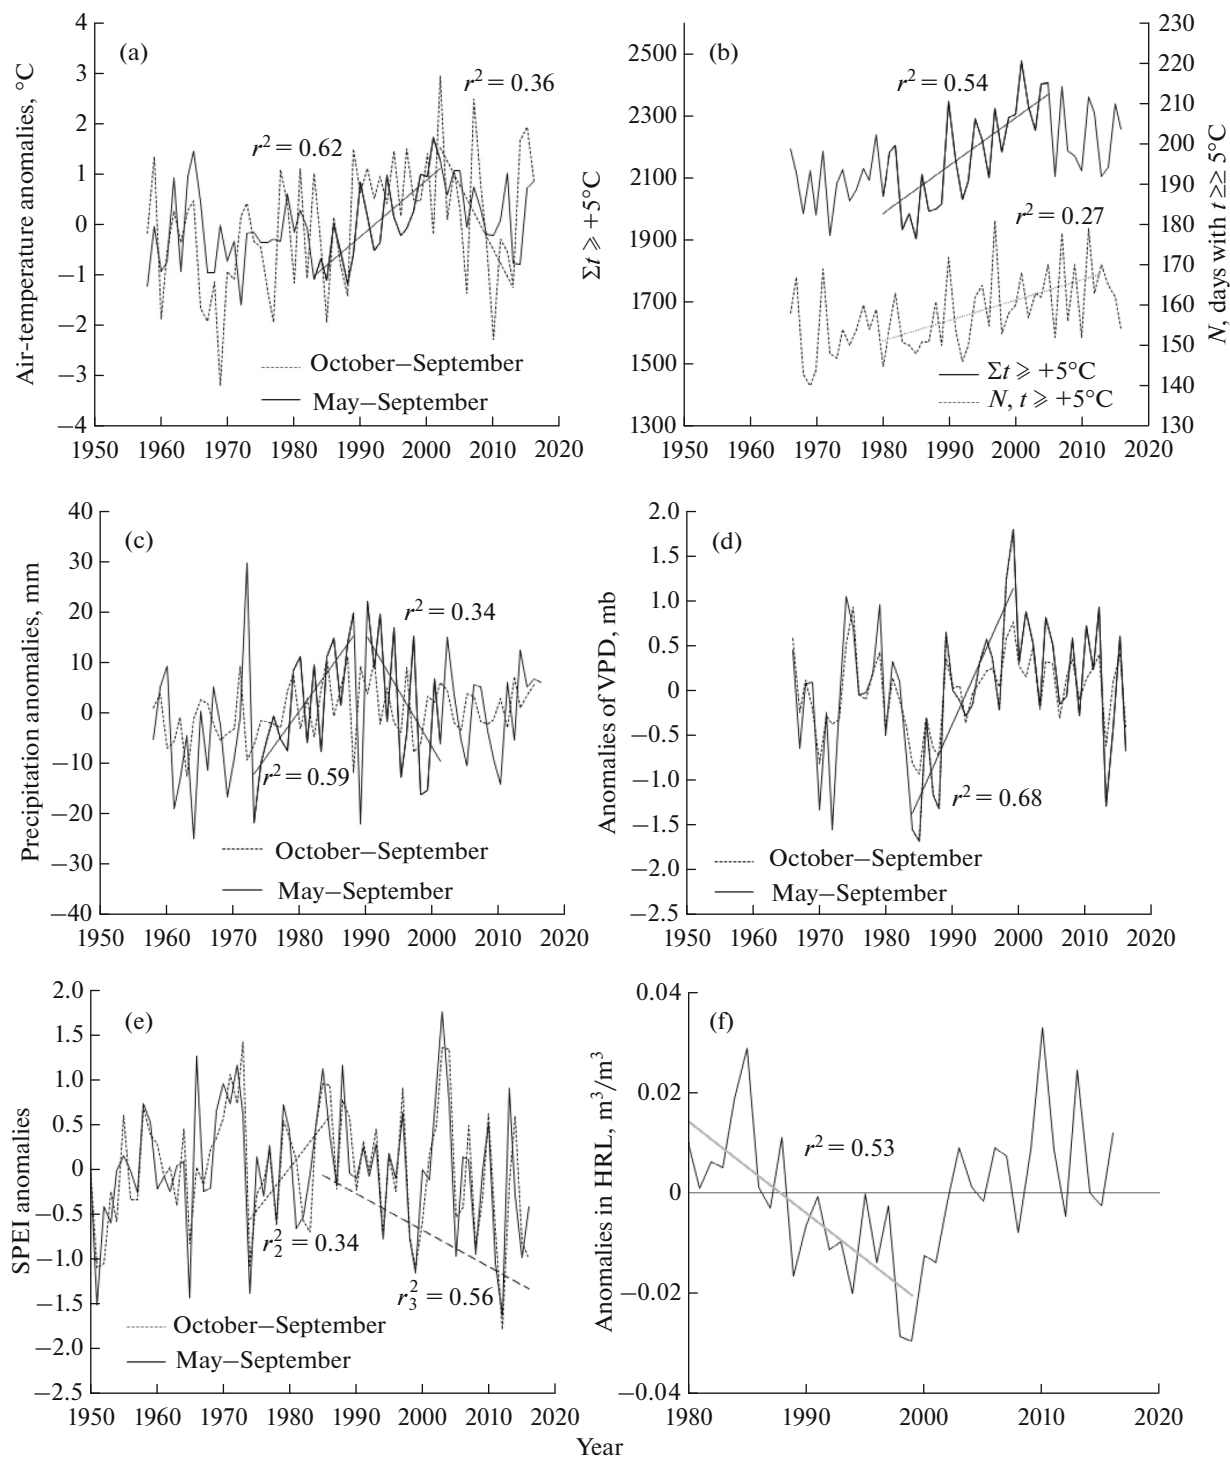 (a)
Air-temperature anomalies, °C
4
3
2
1
0
−1
−2
−3
−4
r² = 0.62
r² = 0.36
October–September
May–September
1950 1960 1970 1980 1990 2000 2010 2020
(b)
Σt ⩾ +5°C
2500
2300
2100
1900
1700
1500
1300
r² = 0.54
r² = 0.27
Σt ⩾ +5°C
N, t ⩾ +5°C
230
220
210
200
190
180
170
160
150
140
130
N, days with t ⩾≥ 5°C
1950 1960 1970 1980 1990 2000 2010 2020
(c)
Precipitation anomalies, mm
40
30
20
10
0
−10
−20
−30
−40
r² = 0.34
r² = 0.59
October–September
May–September
1950 1960 1970 1980 1990 2000 2010 2020
(d)
Anomalies of VPD, mb
2.0
1.5
1.0
0.5
0
−0.5
−1.0
−1.5
−2.0
−2.5
r² = 0.68
October–September
May–September
1950 1960 1970 1980 1990 2000 2010 2020
(e)
SPEI anomalies
2.0
1.5
1.0
0.5
0
−0.5
−1.0
−1.5
−2.0
−2.5
r₂² = 0.34
r₃² = 0.56
October–September
May–September
1950 1960 1970 1980 1990 2000 2010 2020
(f)
Anomalies in HRL, m³/m³
0.04
0.02
0
−0.02
−0.04
r² = 0.53
1980 1990 2000 2010 2020
Year